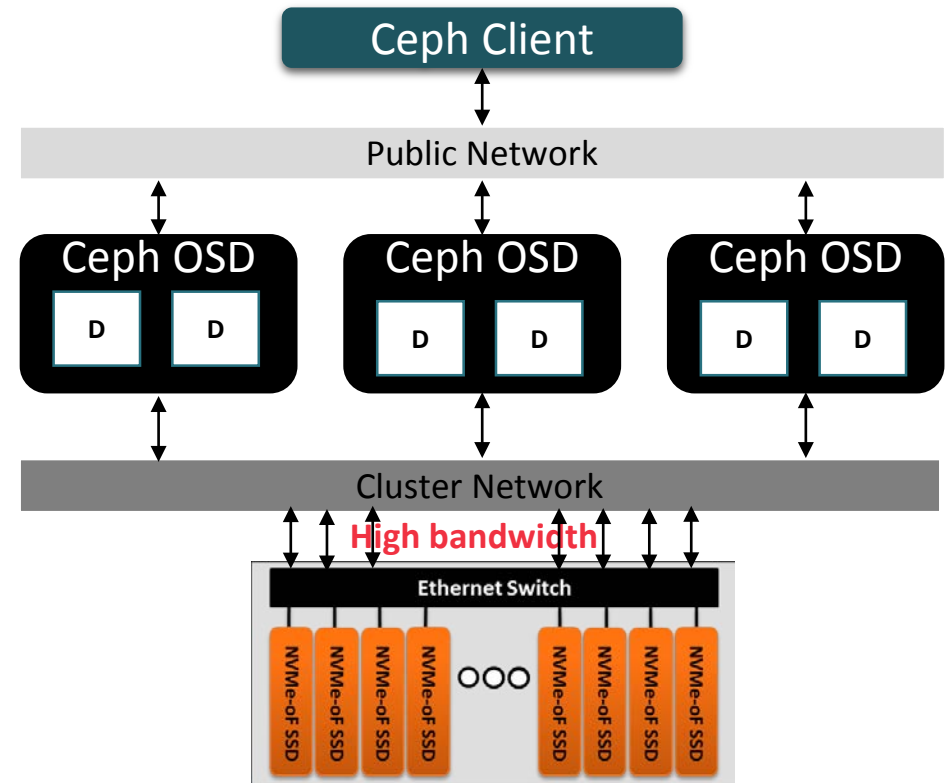 Ceph Client
Public Network
Ceph OSD
D D
Ceph OSD
D D
Ceph OSD
D D
Cluster Network
High bandwidth
Ethernet Switch
NVMe-oF SSD
NVMe-oF SSD
NVMe-oF SSD
NVMe-oF SSD
NVMe-oF SSD
NVMe-oF SSD
NVMe-oF SSD
NVMe-oF SSD